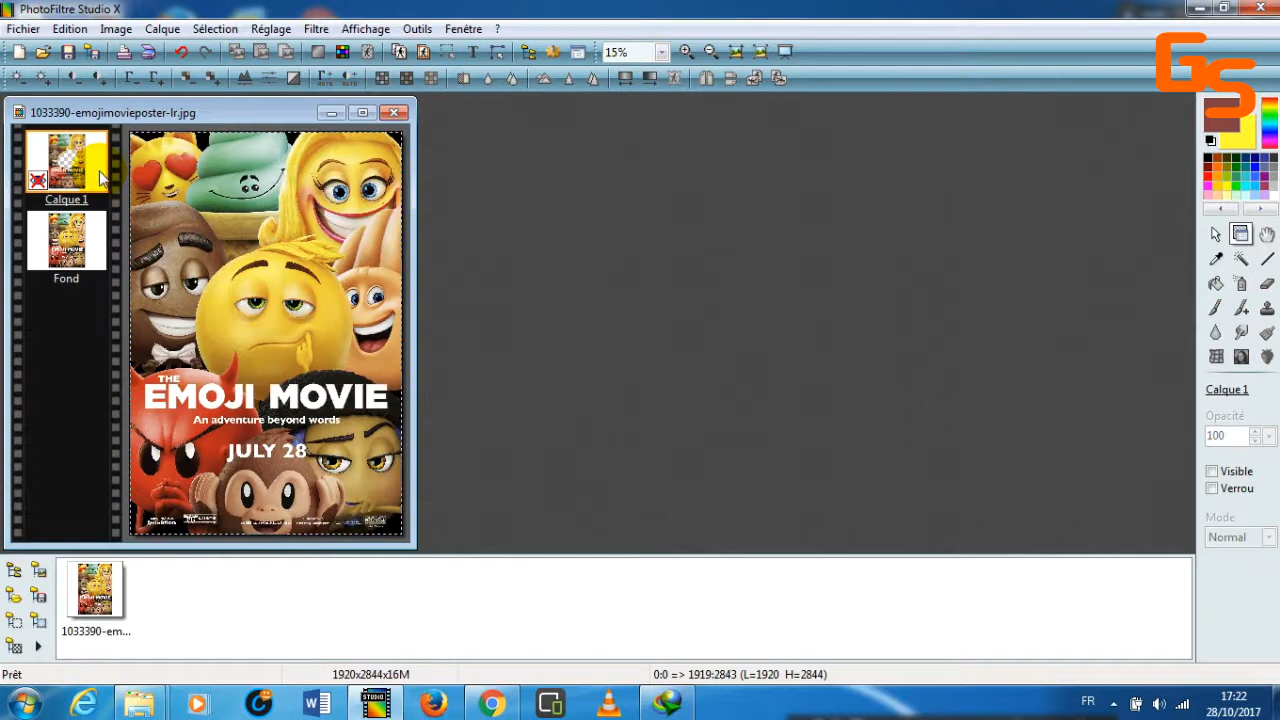 PhotoFiltre Studio X
Fichier Edition Image Calque Sélection Réglage Filtre Affichage Outils Fenêtre ?
15%
GS
1033390-emojimovieposter-lr.jpg
Calque 1
Fond
THE
EMOJI MOVIE
An adventure beyond words
JULY 28
Calque 1
Opacité
100
Visible
Verrou
Mode
Normal
1033390-em...
Prêt 1920x2844x16M 0:0 => 1919:2843 (L=1920 H=2844)
STUDIO
FR
17:22
28/10/2017